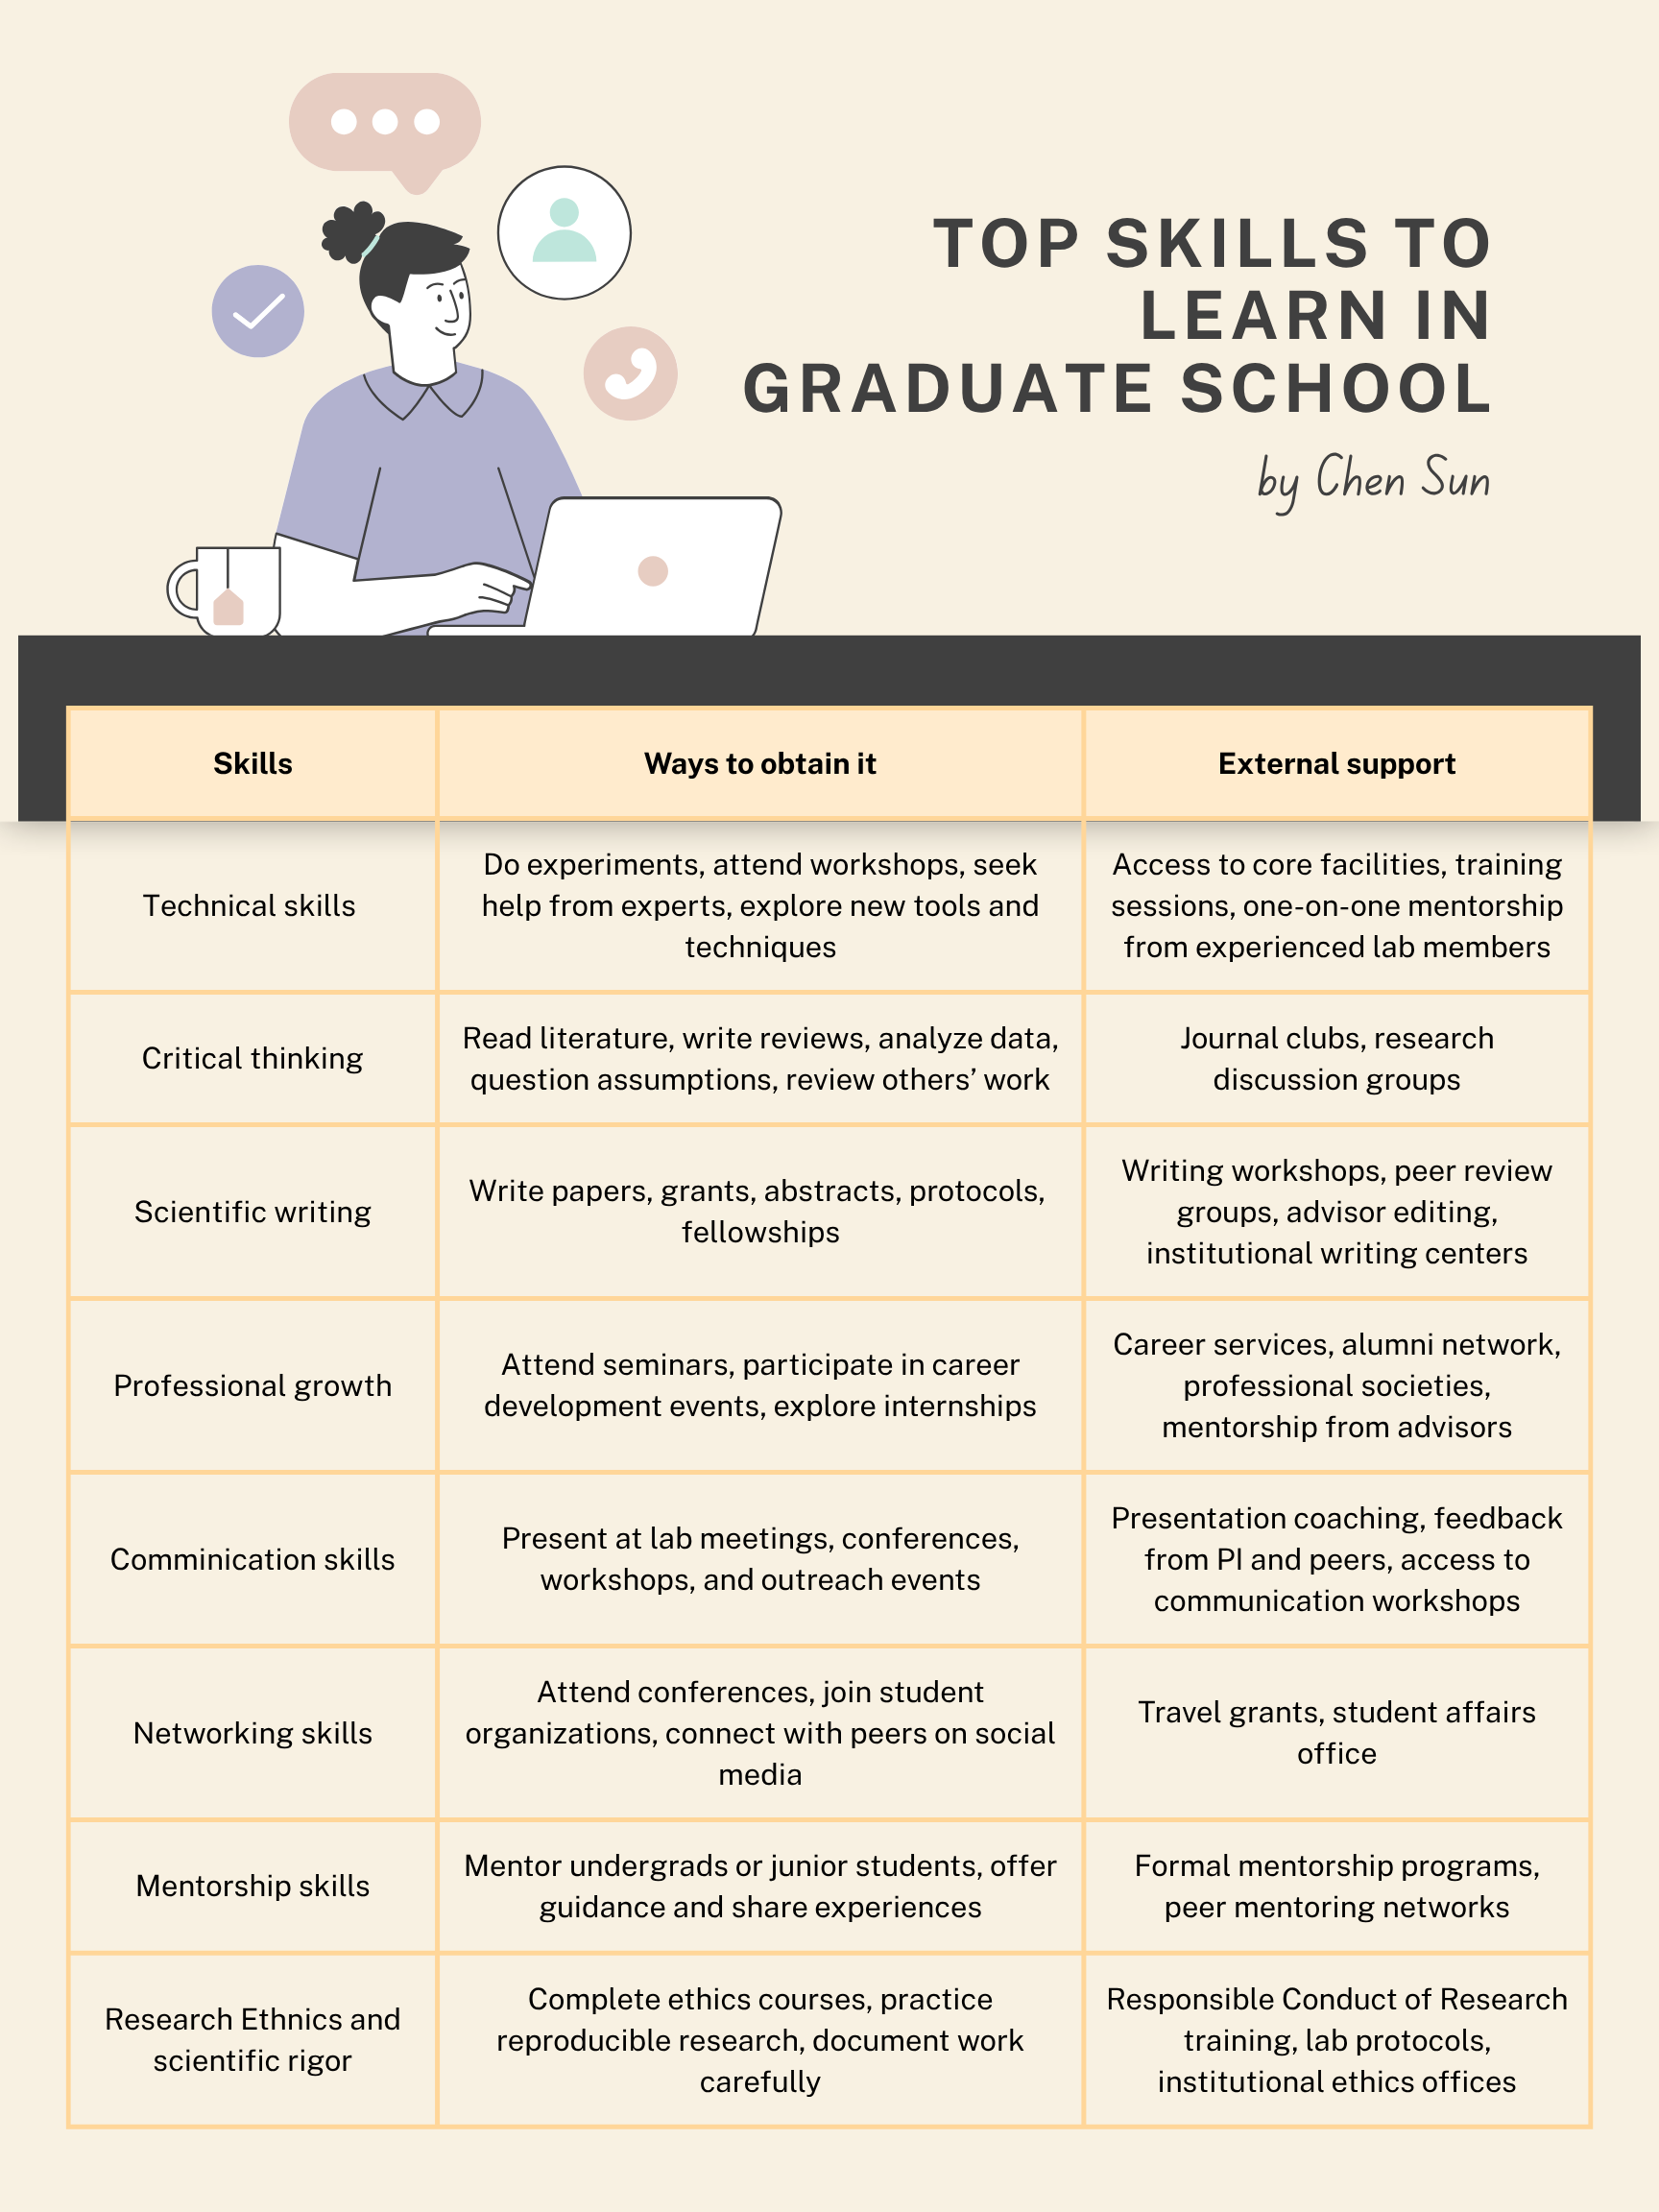 TOP SKILLS TO
LEARN IN
GRADUATE SCHOOL
by Chen Sun
Skills
Ways to obtain it
External support
Technical skills
Do experiments, attend workshops, seek
help from experts, explore new tools and
techniques
Access to core facilities, training
sessions, one-on-one mentorship
from experienced lab members
Critical thinking
Read literature, write reviews, analyze data,
question assumptions, review others’ work
Journal clubs, research
discussion groups
Scientific writing
Write papers, grants, abstracts, protocols,
fellowships
Writing workshops, peer review
groups, advisor editing,
institutional writing centers
Professional growth
Attend seminars, participate in career
development events, explore internships
Career services, alumni network,
professional societies,
mentorship from advisors
Comminication skills
Present at lab meetings, conferences,
workshops, and outreach events
Presentation coaching, feedback
from PI and peers, access to
communication workshops
Networking skills
Attend conferences, join student
organizations, connect with peers on social
media
Travel grants, student affairs
office
Mentorship skills
Mentor undergrads or junior students, offer
guidance and share experiences
Formal mentorship programs,
peer mentoring networks
Research Ethnics and
scientific rigor
Complete ethics courses, practice
reproducible research, document work
carefully
Responsible Conduct of Research
training, lab protocols,
institutional ethics offices